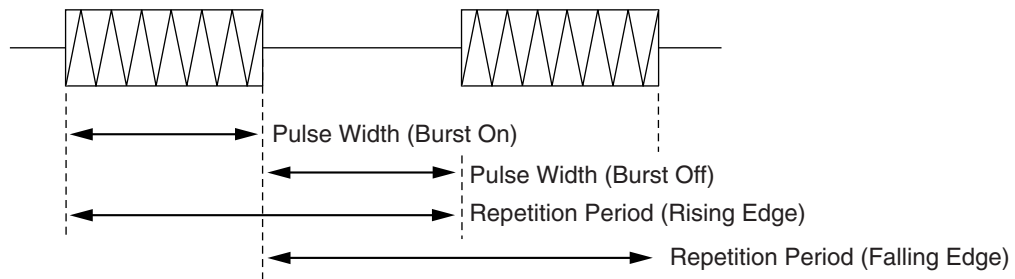 Pulse Width (Burst On)
Pulse Width (Burst Off)
Repetition Period (Rising Edge)
Repetition Period (Falling Edge)